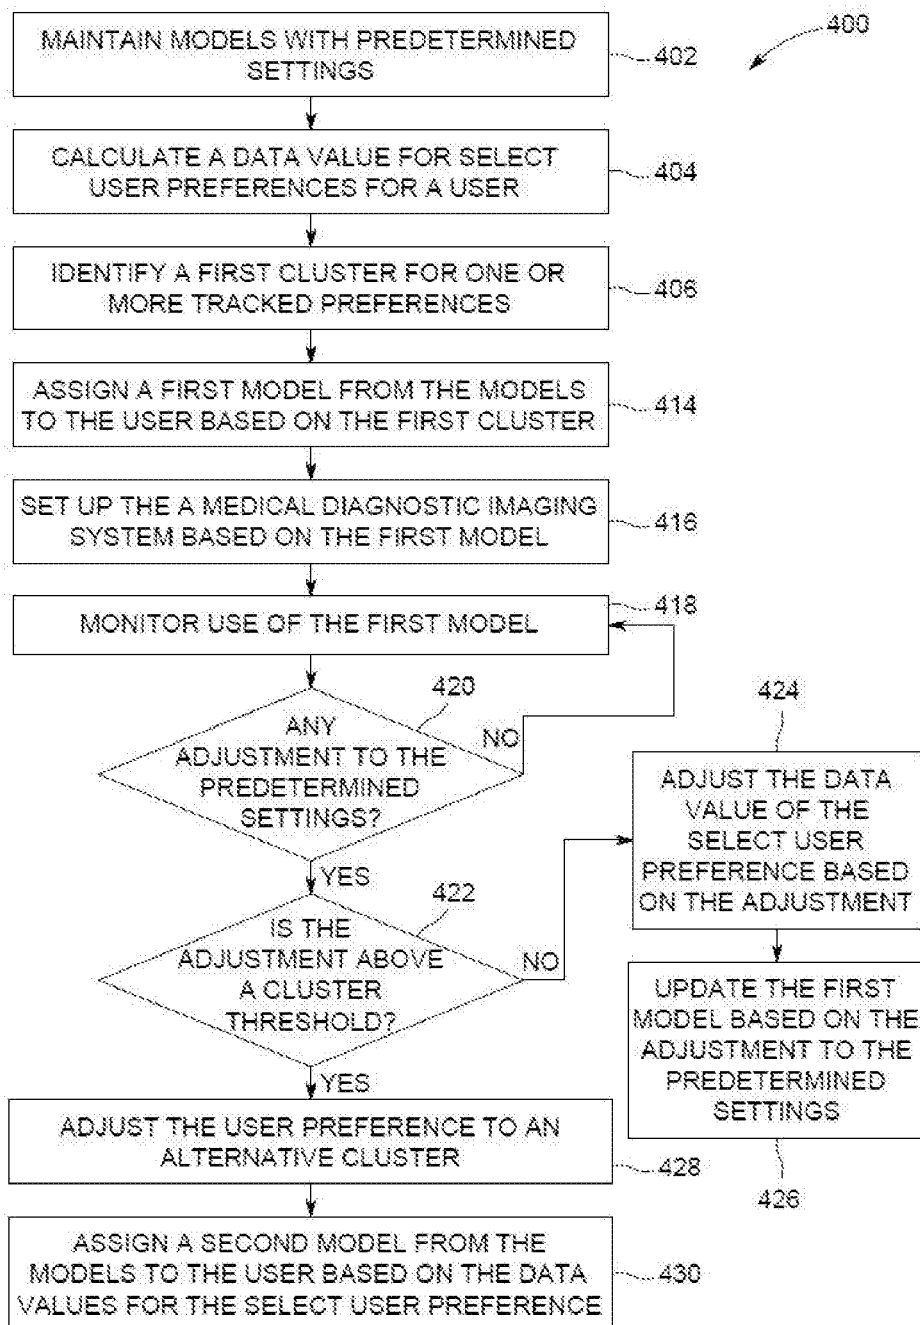 400
MAINTAIN MODELS WITH PREDETERMINED
SETTINGS
402
CALCULATE A DATA VALUE FOR SELECT
USER PREFERENCES FOR A USER
404
IDENTIFY A FIRST CLUSTER FOR ONE OR
MORE TRACKED PREFERENCES
406
ASSIGN A FIRST MODEL FROM THE MODELS
TO THE USER BASED ON THE FIRST CLUSTER
414
SET UP THE A MEDICAL DIAGNOSTIC IMAGING
SYSTEM BASED ON THE FIRST MODEL
416
MONITOR USE OF THE FIRST MODEL
418
420
ANY
ADJUSTMENT TO THE
PREDETERMINED
SETTINGS?
NO
YES
422
IS THE
ADJUSTMENT ABOVE
A CLUSTER
THRESHOLD?
NO
YES
424
ADJUST THE DATA
VALUE OF THE
SELECT USER
PREFERENCE BASED
ON THE ADJUSTMENT
UPDATE THE FIRST
MODEL BASED ON THE
ADJUSTMENT TO THE
PREDETERMINED
SETTINGS
426
ADJUST THE USER PREFERENCE TO AN
ALTERNATIVE CLUSTER
428
ASSIGN A SECOND MODEL FROM THE
MODELS TO THE USER BASED ON THE DATA
VALUES FOR THE SELECT USER PREFERENCE
430